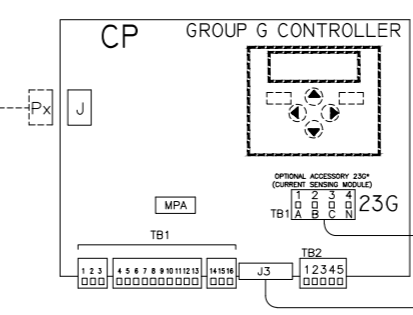 CP GROUP G CONTROLLER
Px J
OPTIONAL ACCESSORY 23G*
(CURRENT SENSING MODULE)
1 2 3 4
TB1 A B C N 23G
MPA
TB1
TB2
1 2 3 4 5 6 7 8 9 10 11 12 13 14 15 16 J3 1 2 3 4 5